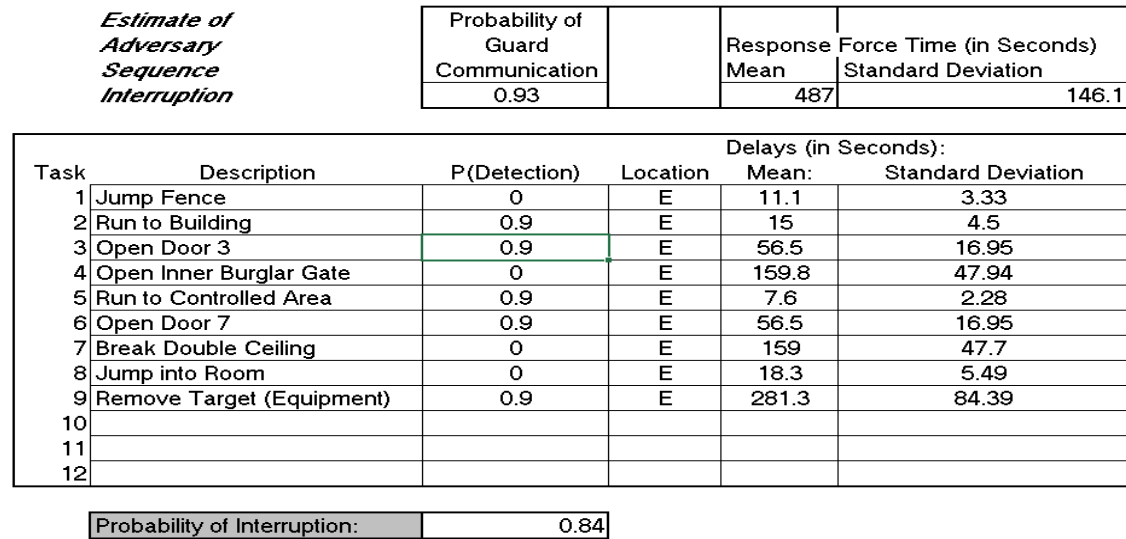 Estimate of Adversary Sequence Interruption
Probability of Guard Communication
Response Force Time (in Seconds)
Mean Standard Deviation
0.93 487 146.1
Delays (in Seconds):
Task Description P(Detection) Location Mean: Standard Deviation
1 Jump Fence 0 E 11.1 3.33
2 Run to Building 0.9 E 15 4.5
3 Open Door 3 0.9 E 56.5 16.95
4 Open Inner Burglar Gate 0 E 159.8 47.94
5 Run to Controlled Area 0.9 E 7.6 2.28
6 Open Door 7 0.9 E 56.5 16.95
7 Break Double Ceiling 0 E 159 47.7
8 Jump into Room 0 E 18.3 5.49
9 Remove Target (Equipment) 0.9 E 281.3 84.39
10
11
12
Probability of Interruption: 0.84